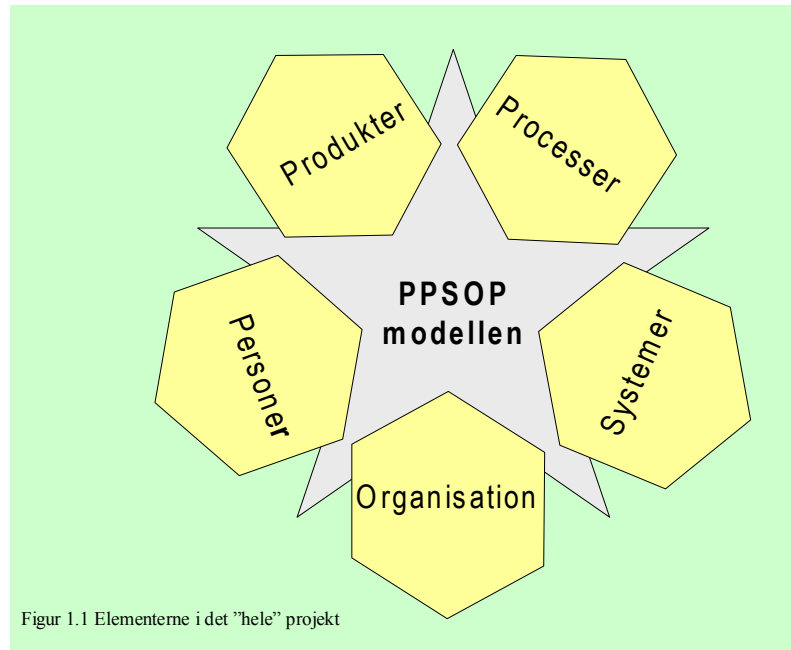 Produkter
Processer
PPSOP
modellen
Personer
Systemer
Organisation
Figur 1.1 Elementerne i det ”hele” projekt